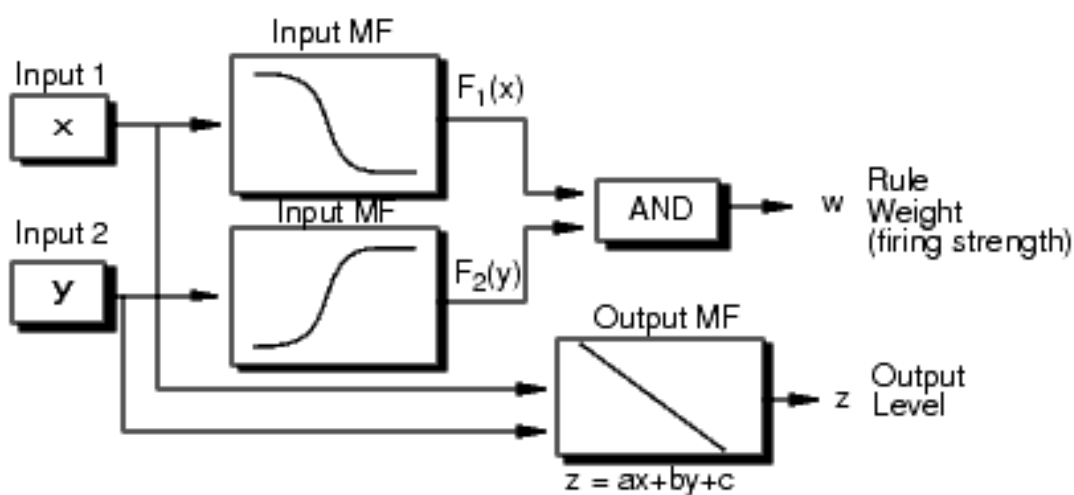 Input MF
Input 1
x
F1(x)
Input MF
Input 2
y
F2(y)
AND
w
Rule
Weight
(firing strength)
Output MF
z
Output
Level
z = ax+by+c